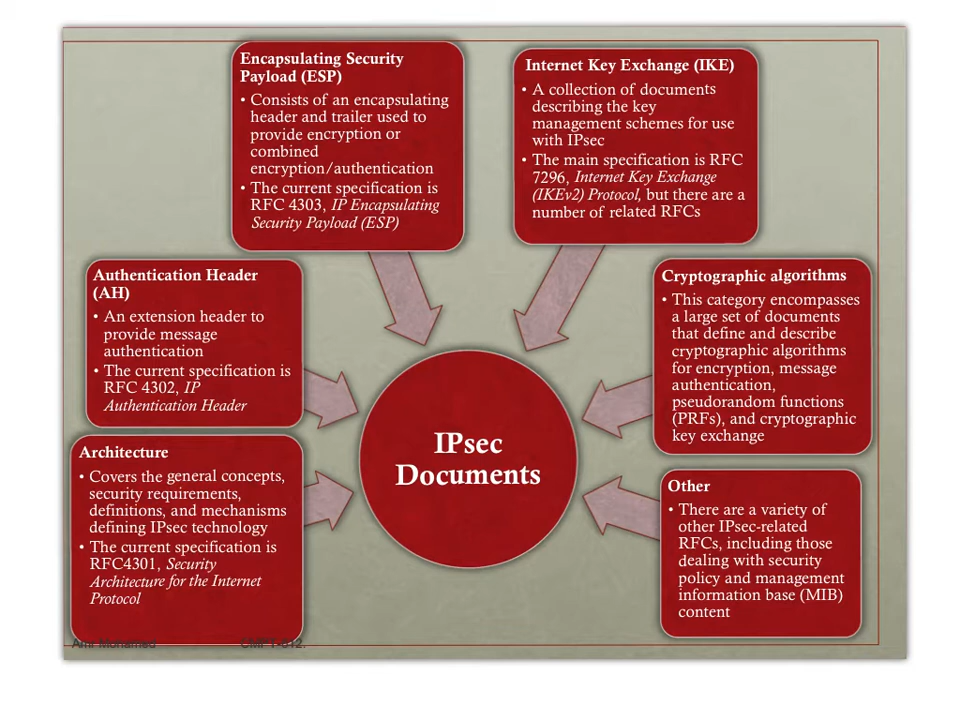 Encapsulating Security
Payload (ESP)
• Consists of an encapsulating
header and trailer used to
provide encryption or
combined
encryption/authentication
• The current specification is
RFC 4303, IP Encapsulating
Security Payload (ESP)
Internet Key Exchange (IKE)
• A collection of documents
describing the key
management schemes for use
with IPsec
• The main specification is RFC
7296, Internet Key Exchange
(IKEv2) Protocol, but there are a
number of related RFCs
Authentication Header
(AH)
• An extension header to
provide message
authentication
• The current specification is
RFC 4302, IP
Authentication Header
Cryptographic algorithms
• This category encompasses
a large set of documents
that define and describe
cryptographic algorithms
for encryption, message
authentication,
pseudorandom functions
(PRFs), and cryptographic
key exchange
IPsec
Documents
Architecture
• Covers the general concepts,
security requirements,
definitions, and mechanisms
defining IPsec technology
• The current specification is
RFC4301, Security
Architecture for the Internet
Protocol
Other
• There are a variety of
other IPsec-related
RFCs, including those
dealing with security
policy and management
information base (MIB)
content
Amr Mohamed